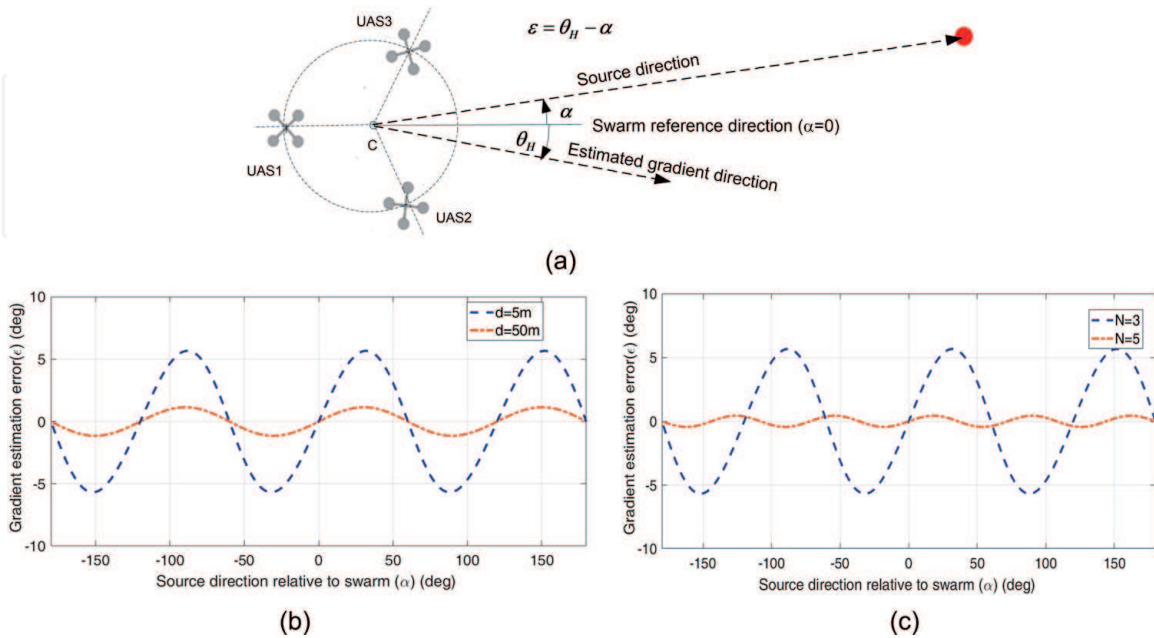 UAS3
ε = θH − α
Source direction
α
Swarm reference direction (α=0)
θH
C
Estimated gradient direction
UAS1
UAS2
(a)
10
5
0
-5
-10
-150
-100
-50
0
50
100
150
Gradient estimation error(ϵ) (deg)
Source direction relative to swarm (α) (deg)
d=5m
d=50m
(b)
10
5
0
-5
-10
-150
-100
-50
0
50
100
150
Gradient estimation error(ϵ) (deg)
Source direction relative to swarm (α) (deg)
N=3
N=5
(c)